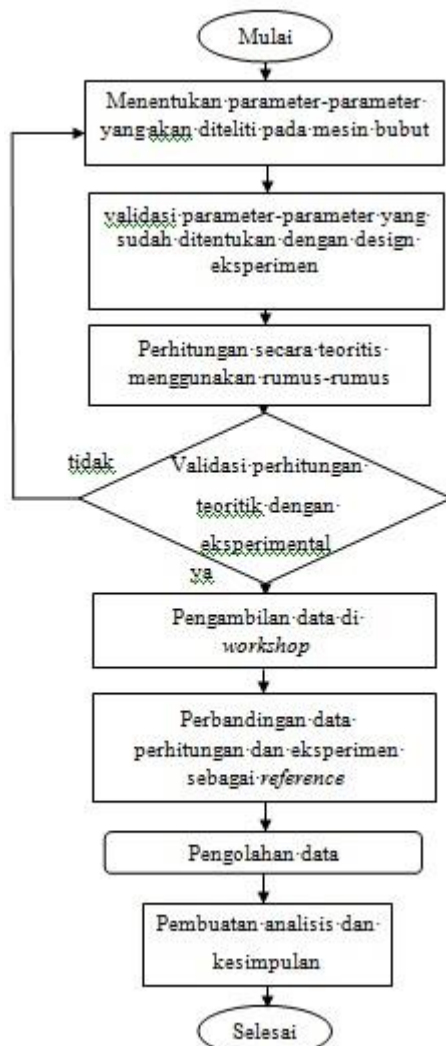 Mulai
Menentukan parameter-parameter
yang akan diteliti pada mesin bubut
validasi parameter-parameter yang
sudah ditentukan dengan design
eksperimen
Perhitungan secara teoritis
menggunakan rumus-rumus
tidak
Validasi perhitungan
teoritik dengan
eksperimental
ya
Pengambilan data di
workshop
Perbandingan data
perhitungan dan eksperimen
sebagai reference
Pengolahan data
Pembuatan analisis dan
kesimpulan
Selesai